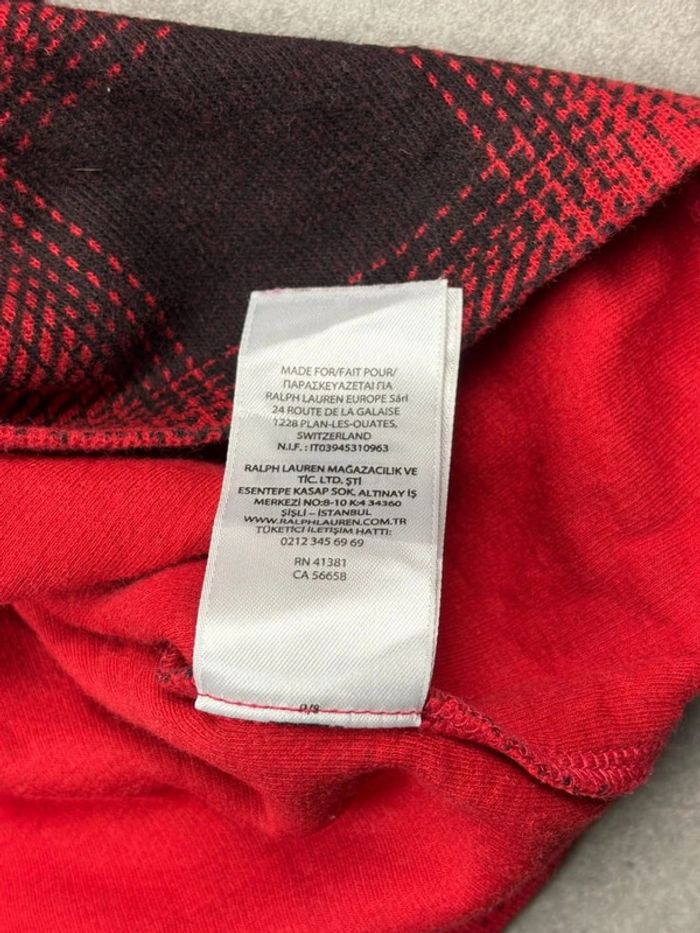 MADE FOR/FAIT POUR/
ΠΑΡΑΣΚΕΥΑΖΕΤΑΙ ΓΙΑ
RALPH LAUREN EUROPE Sárl
24 ROUTE DE LA GALAISE
1228 PLAN-LES-OUATES,
SWITZERLAND
N.I.F. : IT03945310963
RALPH LAUREN MAĞAZACILIK VE
TİC. LTD. ŞTİ
ESENTEPE KASAP SOK. ALTINAY İŞ
MERKEZİ NO:8-10 K:4 34360
ŞİŞLİ – İSTANBUL
WWW.RALPHLAUREN.COM.TR
TÜKETİCİ İLETİŞİM HATTI:
0212 345 69 69
RN 41381
CA 56658
P/S